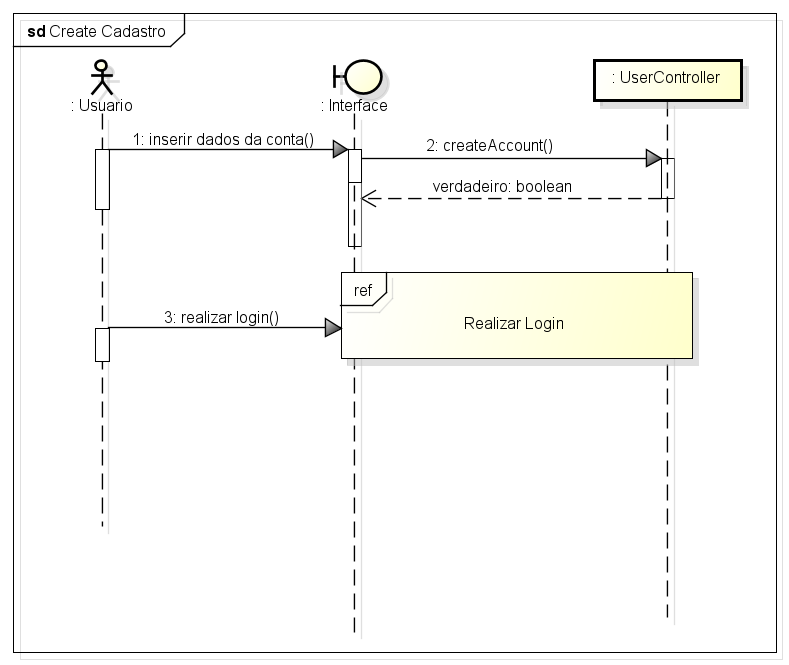 sd Create Cadastro
: Usuario
: Interface
: UserController
1: inserir dados da conta()
2: createAccount()
verdadeiro: boolean
ref
Realizar Login
3: realizar login()